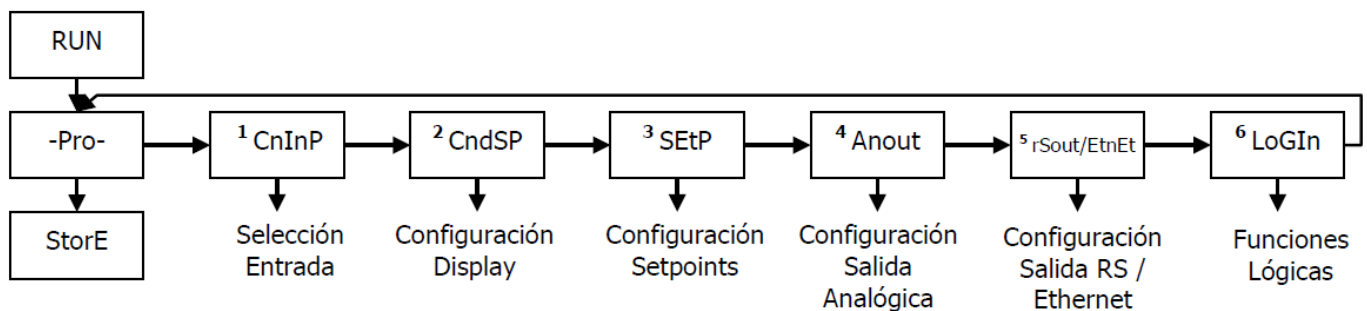 RUN
-Pro-
1 CnInP
2 CndSP
3 SEtP
4 Anout
5 rSout/EtnEt
6 LoGIn
StorE
Selección
Entrada
Configuración
Display
Configuración
Setpoints
Configuración
Salida
Analógica
Configuración
Salida RS /
Ethernet
Funciones
Lógicas